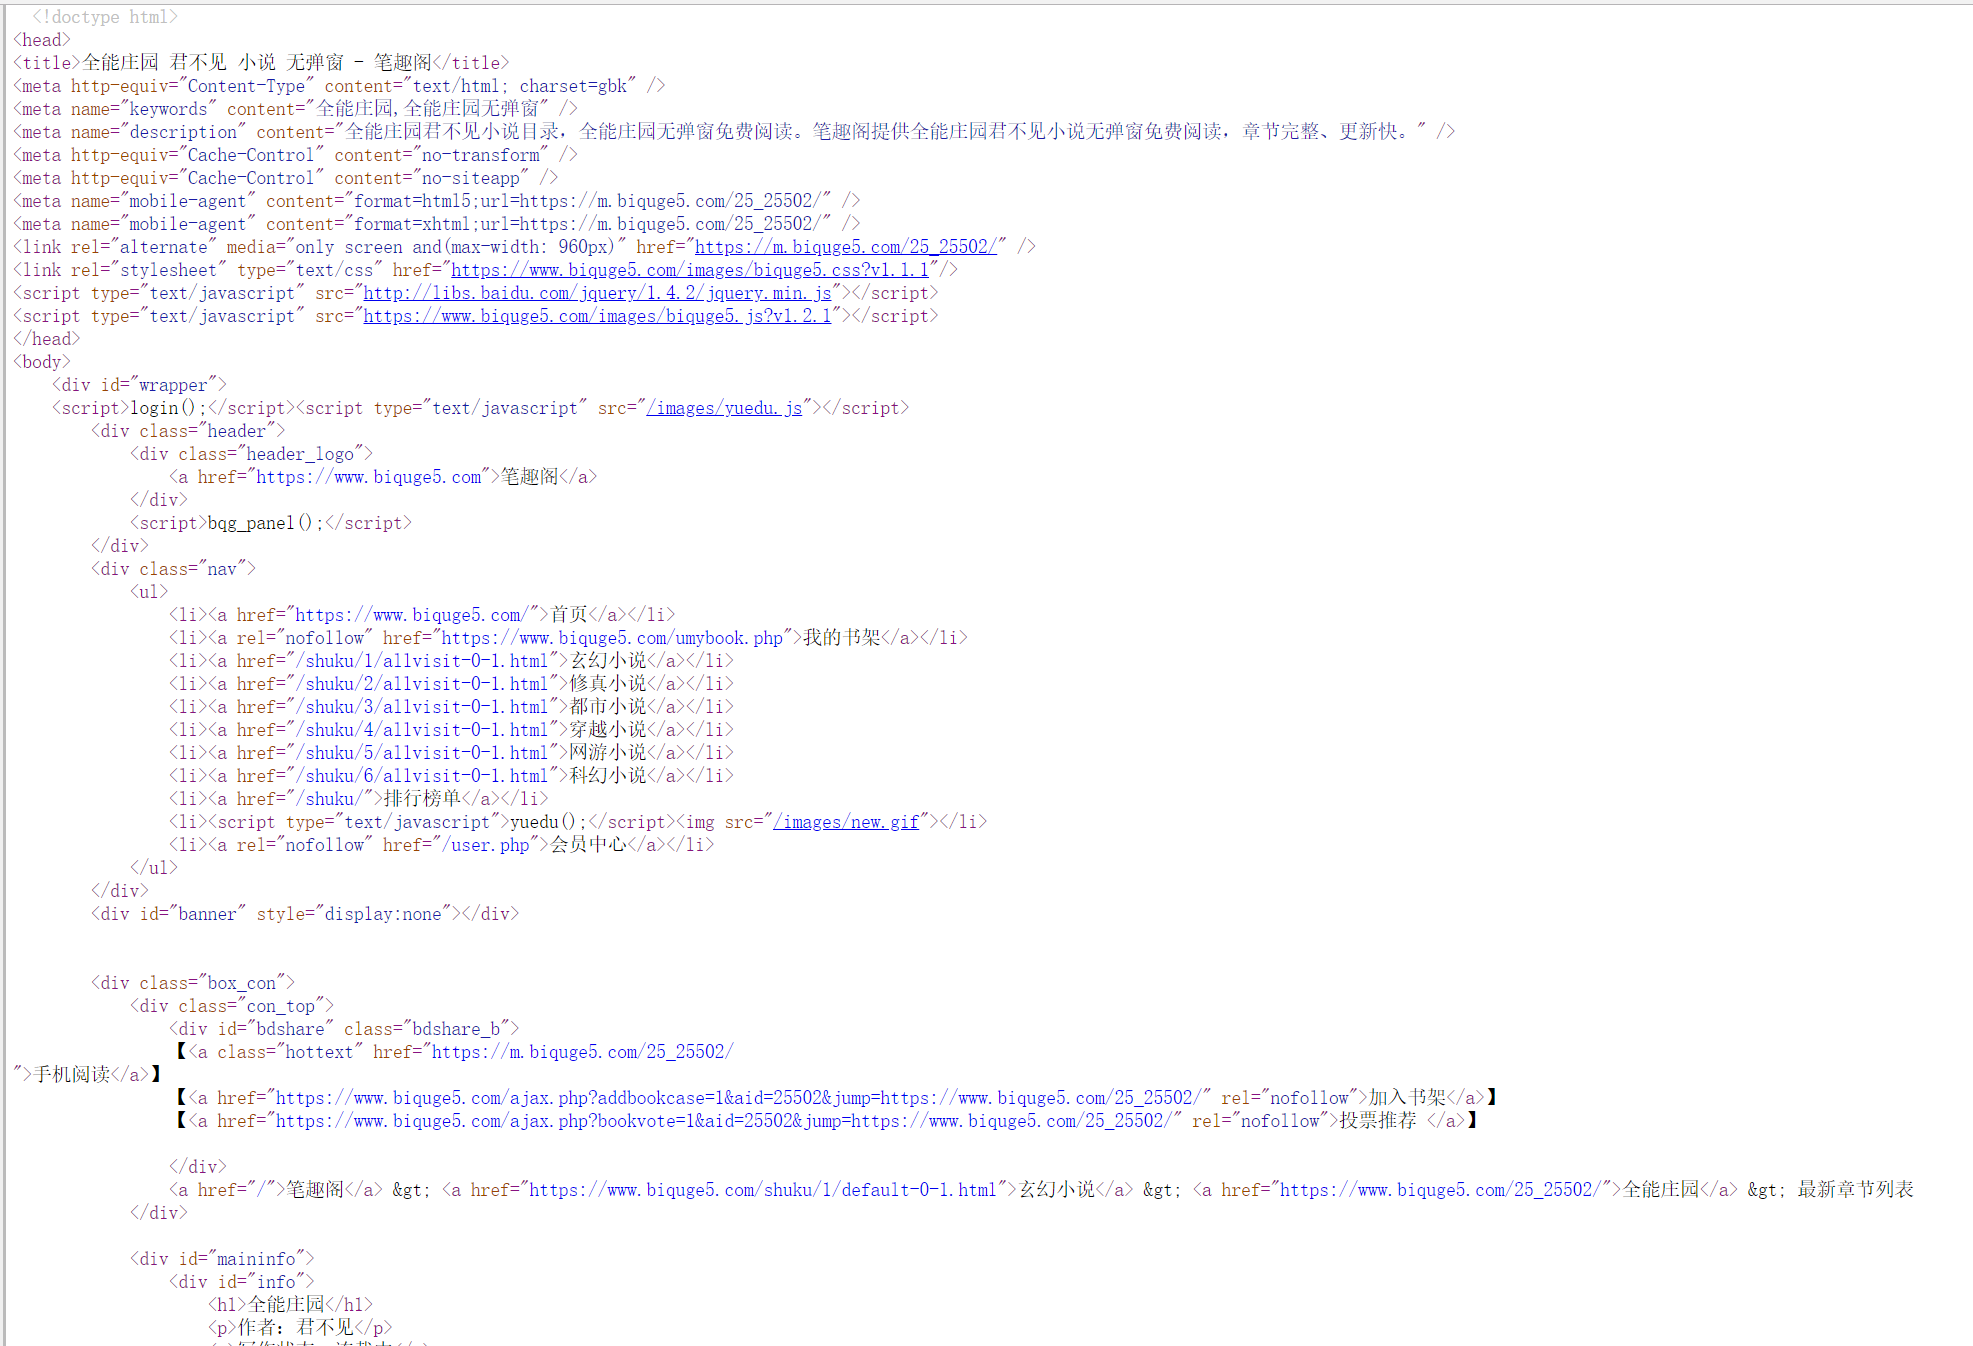 <!doctype html>
<head>
<title>全能庄园 君不见 小说 无弹窗 - 笔趣阁</title>
<meta http-equiv="Content-Type" content="text/html; charset=gbk" />
<meta name="keywords" content="全能庄园,全能庄园无弹窗" />
<meta name="description" content="全能庄园君不见小说目录，全能庄园无弹窗免费阅读。笔趣阁提供全能庄园君不见小说无弹窗免费阅读，章节完整、更新快。" />
<meta http-equiv="Cache-Control" content="no-transform" />
<meta http-equiv="Cache-Control" content="no-siteapp" />
<meta name="mobile-agent" content="format=html5;url=https://m.biquge5.com/25_25502/" />
<meta name="mobile-agent" content="format=xhtml;url=https://m.biquge5.com/25_25502/" />
<link rel="alternate" media="only screen and(max-width: 960px)" href="https://m.biquge5.com/25_25502/" />
<link rel="stylesheet" type="text/css" href="https://www.biquge5.com/images/biquge5.css?v1.1.1"/>
<script type="text/javascript" src="http://libs.baidu.com/jquery/1.4.2/jquery.min.js"></script>
<script type="text/javascript" src="https://www.biquge5.com/images/biquge5.js?v1.2.1"></script>
</head>
<body>
<div id="wrapper">
<script>login();</script><script type="text/javascript" src="/images/yuedu.js"></script>
<div class="header">
<div class="header_logo">
<a href="https://www.biquge5.com">笔趣阁</a>
</div>
<script>bqg_panel();</script>
</div>
<div class="nav">
<ul>
<li><a href="https://www.biquge5.com/">首页</a></li>
<li><a rel="nofollow" href="https://www.biquge5.com/umybook.php">我的书架</a></li>
<li><a href="/shuku/1/allvisit-0-1.html">玄幻小说</a></li>
<li><a href="/shuku/2/allvisit-0-1.html">修真小说</a></li>
<li><a href="/shuku/3/allvisit-0-1.html">都市小说</a></li>
<li><a href="/shuku/4/allvisit-0-1.html">穿越小说</a></li>
<li><a href="/shuku/5/allvisit-0-1.html">网游小说</a></li>
<li><a href="/shuku/6/allvisit-0-1.html">科幻小说</a></li>
<li><a href="/shuku/">排行榜单</a></li>
<li><script type="text/javascript">yuedu();</script><img src="/images/new.gif"></li>
<li><a rel="nofollow" href="/user.php">会员中心</a></li>
</ul>
</div>
<div id="banner" style="display:none"></div>
<div class="box_con">
<div class="con_top">
<div id="bdshare" class="bdshare_b">
【<a class="hottext" href="https://m.biquge5.com/25_25502/
">手机阅读</a>】
【<a href="https://www.biquge5.com/ajax.php?addbookcase=1&aid=25502&jump=https://www.biquge5.com/25_25502/" rel="nofollow">加入书架</a>】
【<a href="https://www.biquge5.com/ajax.php?bookvote=1&aid=25502&jump=https://www.biquge5.com/25_25502/" rel="nofollow">投票推荐 </a>】
</div>
<a href="/">笔趣阁</a> &gt; <a href="https://www.biquge5.com/shuku/1/default-0-1.html">玄幻小说</a> &gt; <a href="https://www.biquge5.com/25_25502/">全能庄园</a> &gt; 最新章节列表
</div>
<div id="maininfo">
<div id="info">
<h1>全能庄园</h1>
<p>作者：君不见</p>